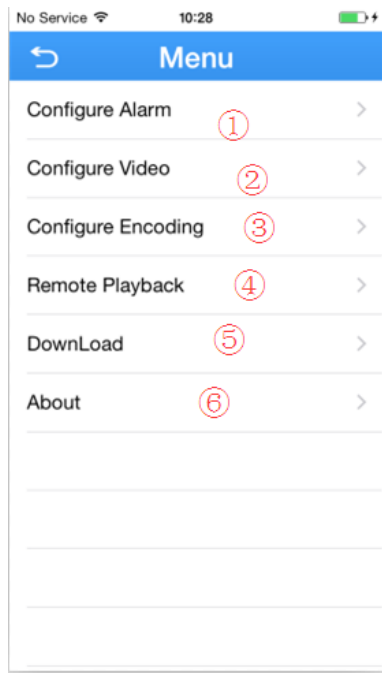 No Service 10:28
Menu
Configure Alarm ①
Configure Video ②
Configure Encoding ③
Remote Playback ④
DownLoad ⑤
About ⑥